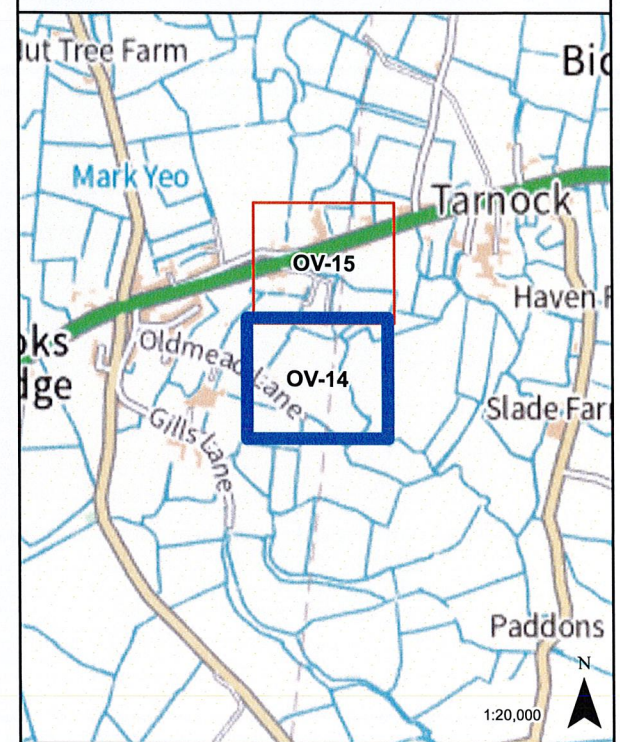 ut Tree Farm
Bic
Mark Yeo
Tarnock
OV-15
Haven F
oks
dge
Oldmead Lane
OV-14
Slade Far
Gills Lane
Paddons
N
1:20,000